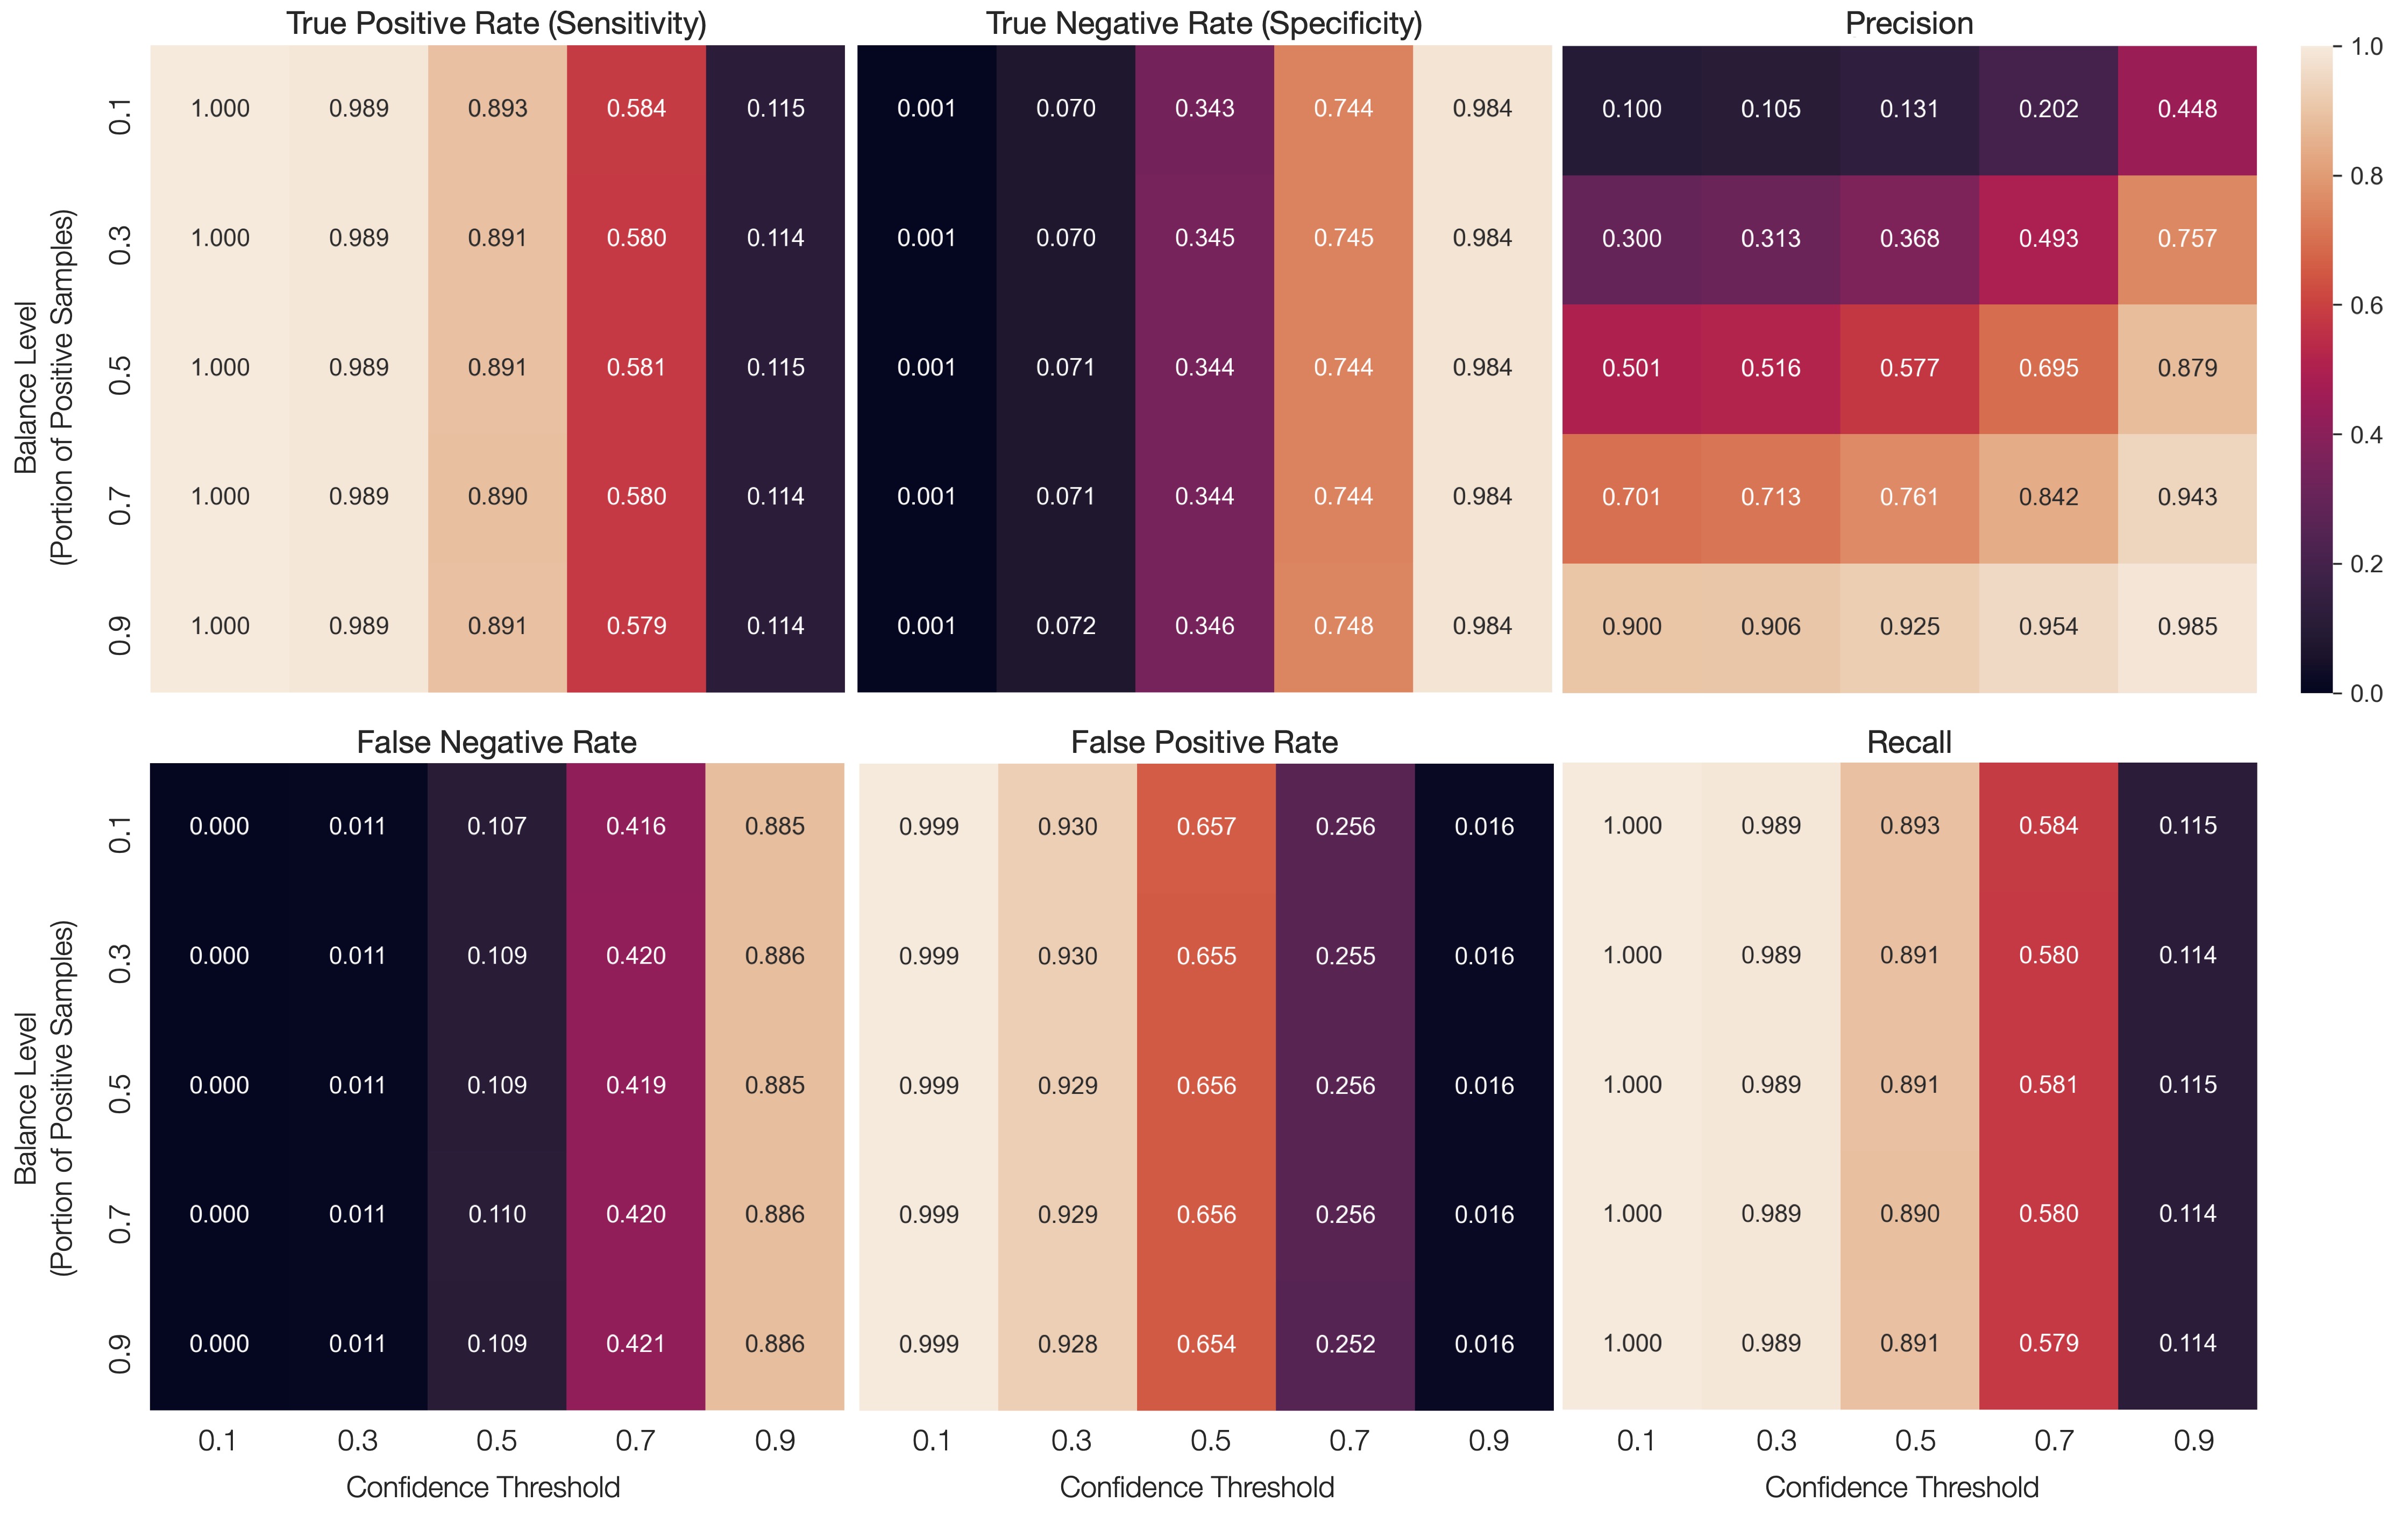 True Positive Rate (Sensitivity)
True Negative Rate (Specificity)
Precision
Balance Level
(Portion of Positive Samples)
0.1 1.000 0.989 0.893 0.584 0.115 0.001 0.070 0.343 0.744 0.984 0.100 0.105 0.131 0.202 0.448
0.3 1.000 0.989 0.891 0.580 0.114 0.001 0.070 0.345 0.745 0.984 0.300 0.313 0.368 0.493 0.757
0.5 1.000 0.989 0.891 0.581 0.115 0.001 0.071 0.344 0.744 0.984 0.501 0.516 0.577 0.695 0.879
0.7 1.000 0.989 0.890 0.580 0.114 0.001 0.071 0.344 0.744 0.984 0.701 0.713 0.761 0.842 0.943
0.9 1.000 0.989 0.891 0.579 0.114 0.001 0.072 0.346 0.748 0.984 0.900 0.906 0.925 0.954 0.985
1.0
0.8
0.6
0.4
0.2
0.0
False Negative Rate
False Positive Rate
Recall
Balance Level
(Portion of Positive Samples)
0.1 0.000 0.011 0.107 0.416 0.885 0.999 0.930 0.657 0.256 0.016 1.000 0.989 0.893 0.584 0.115
0.3 0.000 0.011 0.109 0.420 0.886 0.999 0.930 0.655 0.255 0.016 1.000 0.989 0.891 0.580 0.114
0.5 0.000 0.011 0.109 0.419 0.885 0.999 0.929 0.656 0.256 0.016 1.000 0.989 0.891 0.581 0.115
0.7 0.000 0.011 0.110 0.420 0.886 0.999 0.929 0.656 0.256 0.016 1.000 0.989 0.890 0.580 0.114
0.9 0.000 0.011 0.109 0.421 0.886 0.999 0.928 0.654 0.252 0.016 1.000 0.989 0.891 0.579 0.114
0.1 0.3 0.5 0.7 0.9 0.1 0.3 0.5 0.7 0.9 0.1 0.3 0.5 0.7 0.9
Confidence Threshold
Confidence Threshold
Confidence Threshold